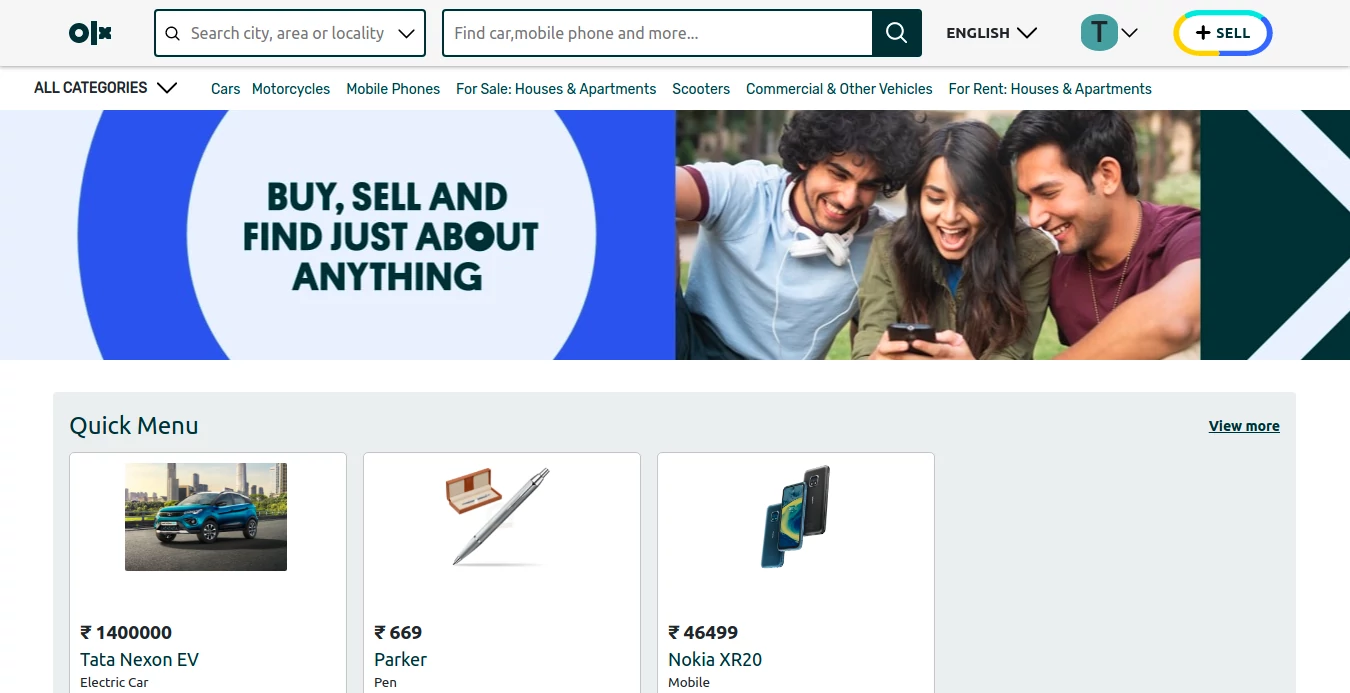 olx
Search city, area or locality
Find car,mobile phone and more...
ENGLISH
T
+ SELL
ALL CATEGORIES
Cars
Motorcycles
Mobile Phones
For Sale: Houses & Apartments
Scooters
Commercial & Other Vehicles
For Rent: Houses & Apartments
BUY, SELL AND
FIND JUST ABOUT
ANYTHING
Quick Menu
View more
₹ 1400000
Tata Nexon EV
Electric Car
₹ 669
Parker
Pen
₹ 46499
Nokia XR20
Mobile